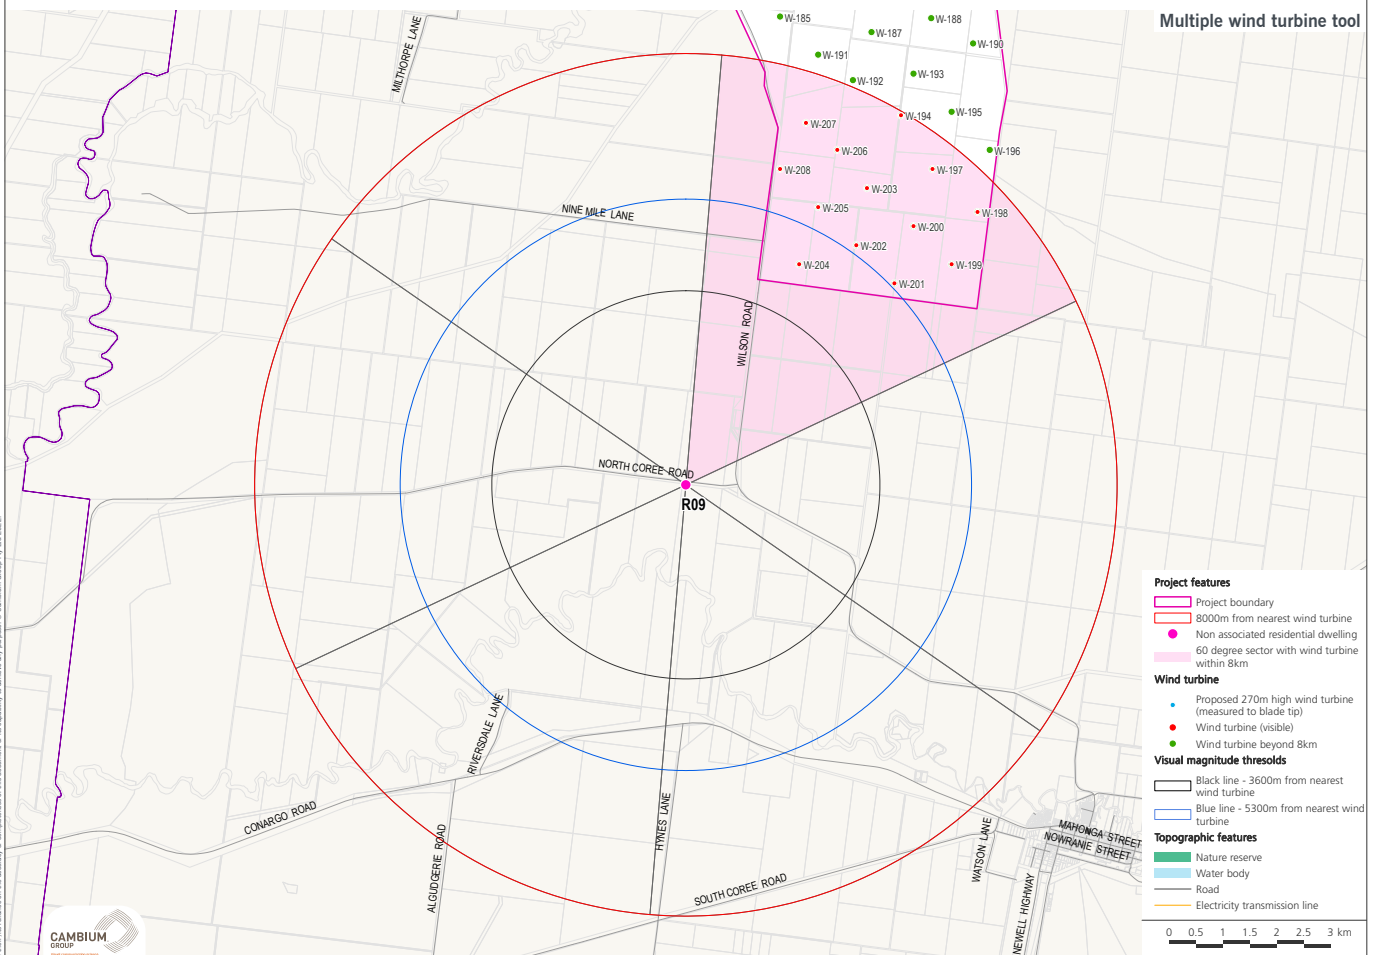 Multiple wind turbine tool
W-185
W-188
W-187
W-190
W-191
W-192
W-193
W-194
W-195
W-196
W-207
W-206
W-208
W-197
W-203
W-205
W-198
W-200
W-202
W-204
W-199
W-201
MILTHORPE LANE
NINE MILE LANE
WILSON ROAD
NORTH COREE ROAD
R09
RIVERSDALE LANE
CONARGO ROAD
ALGUDGERIE ROAD
HYNES LANE
SOUTH COREE ROAD
WATSON LANE
NEWELL HIGHWAY
MAHONGA STREET
NOWRANIE STREET
Project features
Project boundary
8000m from nearest wind turbine
Non associated residential dwelling
60 degree sector with wind turbine
within 8km
Wind turbine
Proposed 270m high wind turbine
(measured to blade tip)
Wind turbine (visible)
Wind turbine beyond 8km
Visual magnitude thresolds
Black line - 3600m from nearest
wind turbine
Blue line - 5300m from nearest wind
turbine
Topographic features
Nature reserve
Water body
Road
Electricity transmission line
0 0.5 1 1.5 2 2.5 3 km
CAMBIUM
GROUP